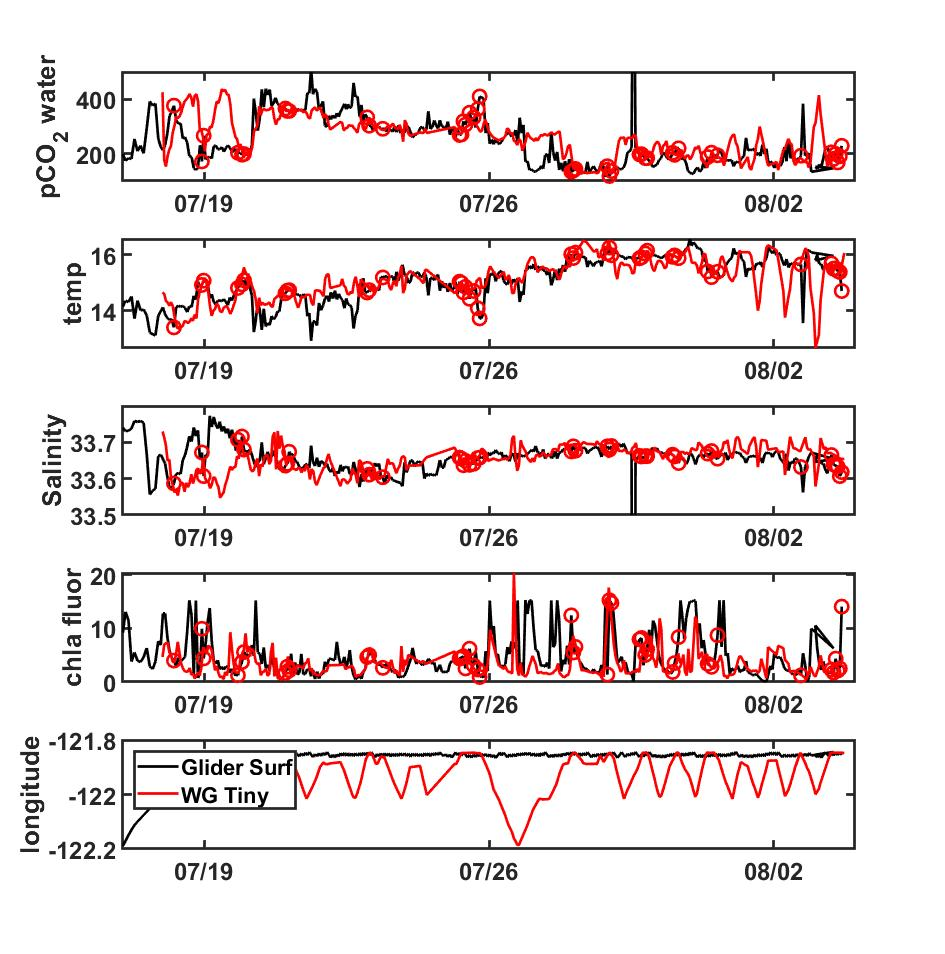 pCO2 water
400
200
07/19 07/26 08/02
temp
16
14
07/19 07/26 08/02
Salinity
33.7
33.6
33.5
07/19 07/26 08/02
chla fluor
20
10
0
07/19 07/26 08/02
longitude
-121.8
-122
-122.2
Glider Surf
WG Tiny
07/19 07/26 08/02